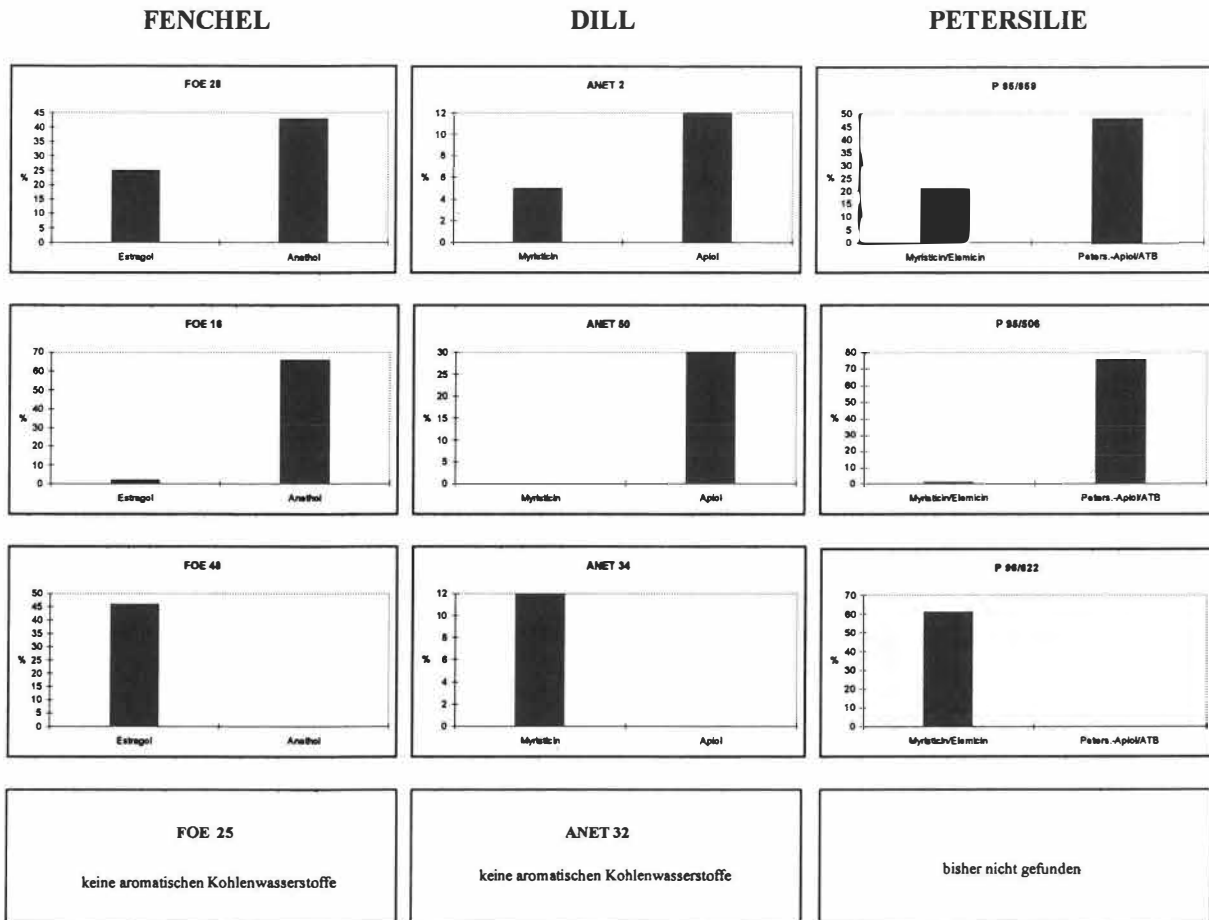 FENCHEL
DILL
PETERSILIE
FOE 28
45
40
35
30
25
20
15
10
5
0
%
Estragol
Anethol
ANET 2
12
10
8
6
4
2
0
%
Myristicin
Apiol
P
50
45
40
35
30
25
20
15
10
5
0
%
Myristicin/Elemicin
Peters.-Apiol/ATB
FOE 16
70
60
50
40
30
20
10
0
%
Estragol
Anethol
ANET 50
30
25
20
15
10
5
0
%
Myristicin
Apiol
P
80
70
60
50
40
30
20
10
0
%
Myristicin/Elemicin
Peters.-Apiol/ATB
FOE 48
50
45
40
35
30
25
20
15
10
5
0
%
Estragol
Anethol
ANET 34
12
10
8
6
4
2
0
%
Myristicin
Apiol
P 96/622
70
60
50
40
30
20
10
0
%
Myristicin/Elemicin
Peters.-Apiol/ATB
FOE 25
keine aromatischen Kohlenwasserstoffe
ANET 32
keine aromatischen Kohlenwasserstoffe
bisher nicht gefunden